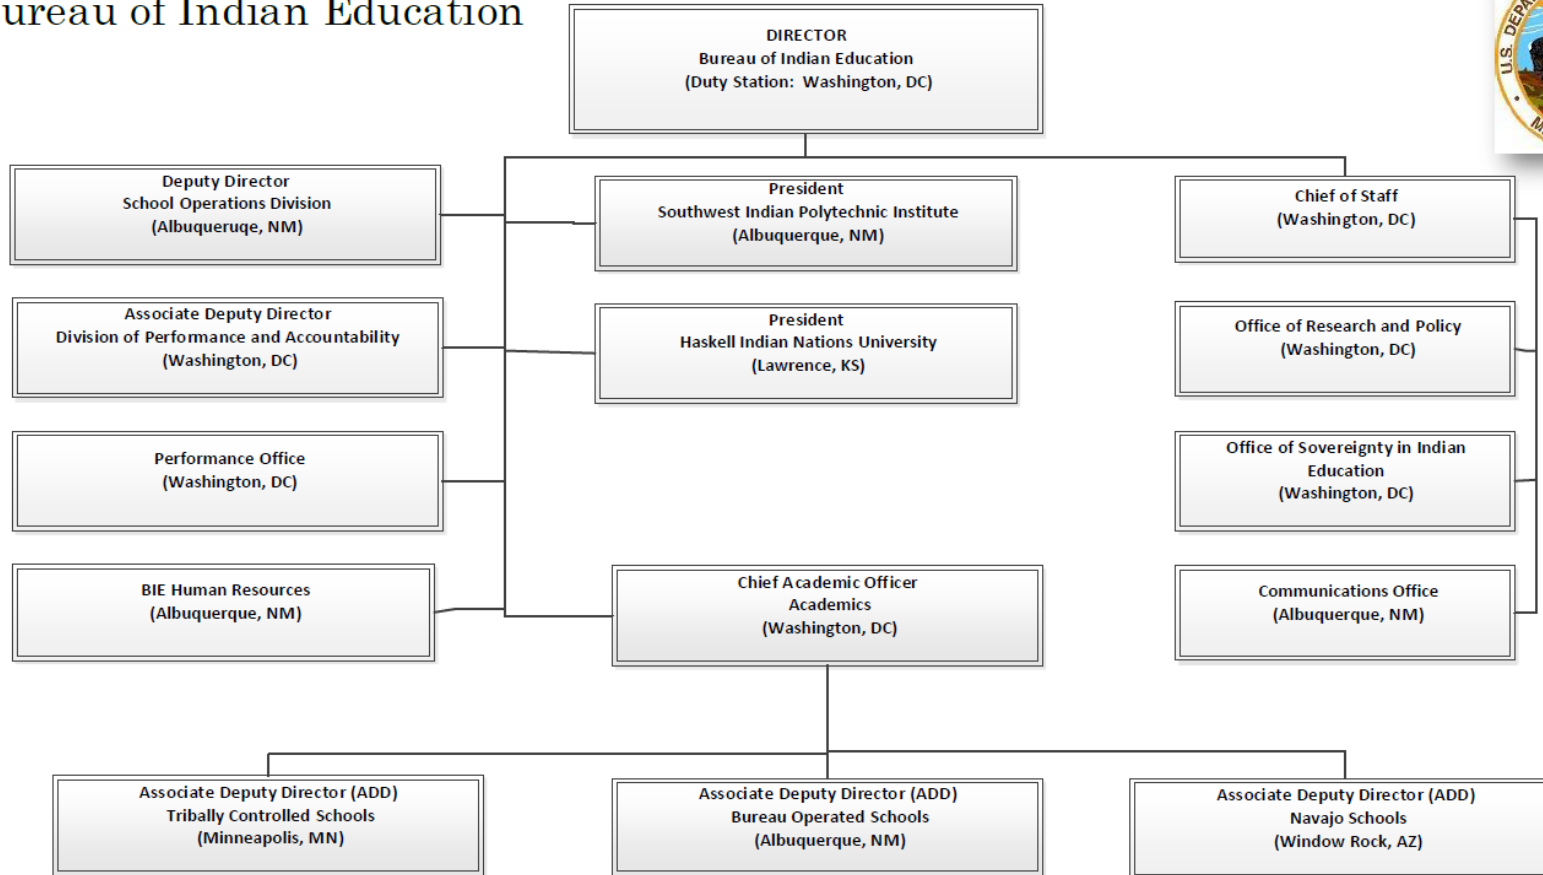 ureau of Indian Education
DIRECTOR
Bureau of Indian Education
(Duty Station: Washington, DC)
U.S. DEPA
Deputy Director
School Operations Division
(Albuqueruqe, NM)
President
Southwest Indian Polytechnic Institute
(Albuquerque, NM)
Chief of Staff
(Washington, DC)
Associate Deputy Director
Division of Performance and Accountability
(Washington, DC)
President
Haskell Indian Nations University
(Lawrence, KS)
Office of Research and Policy
(Washington, DC)
Performance Office
(Washington, DC)
Office of Sovereignty in Indian
Education
(Washington, DC)
BIE Human Resources
(Albuquerque, NM)
Chief Academic Officer
Academics
(Washington, DC)
Communications Office
(Albuquerque, NM)
Associate Deputy Director (ADD)
Tribally Controlled Schools
(Minneapolis, MN)
Associate Deputy Director (ADD)
Bureau Operated Schools
(Albuquerque, NM)
Associate Deputy Director (ADD)
Navajo Schools
(Window Rock, AZ)